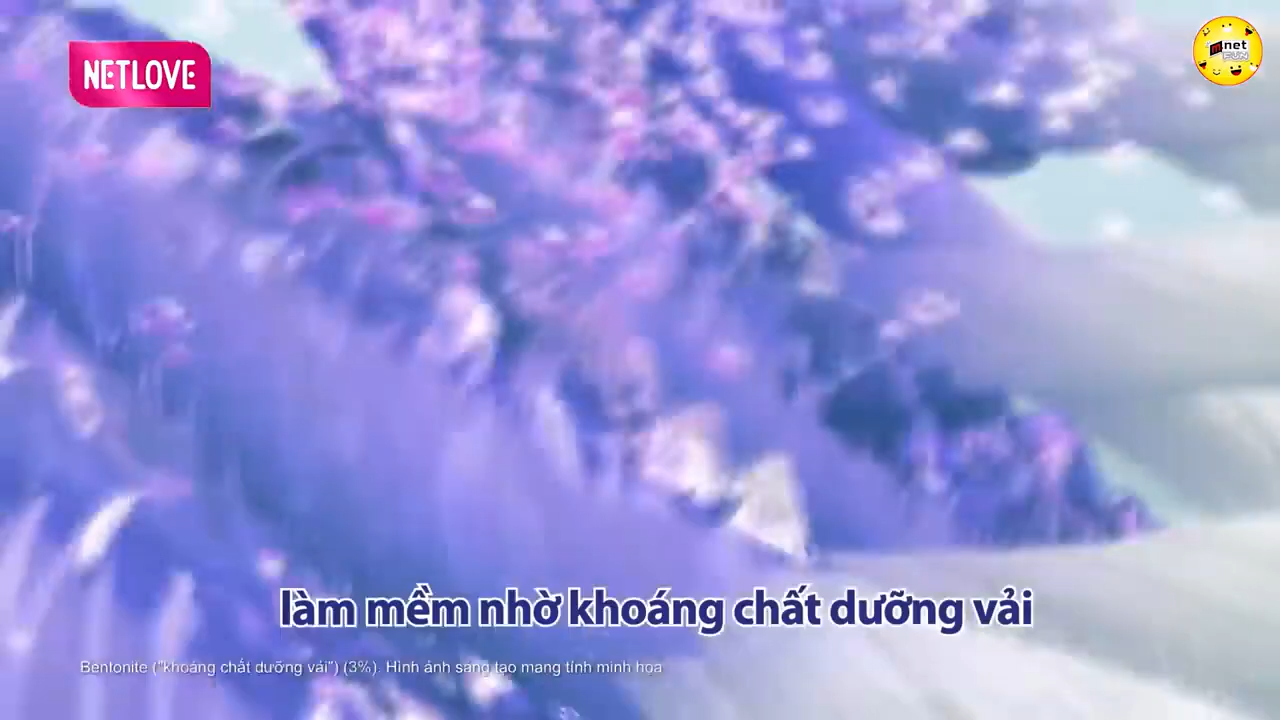 NETLOVE
net
FUN
làm mềm nhờ khoáng chất dưỡng vải
Bentonite ("khoáng chất dưỡng vải") (3%). Hình ảnh sáng tạo mang tính minh họa